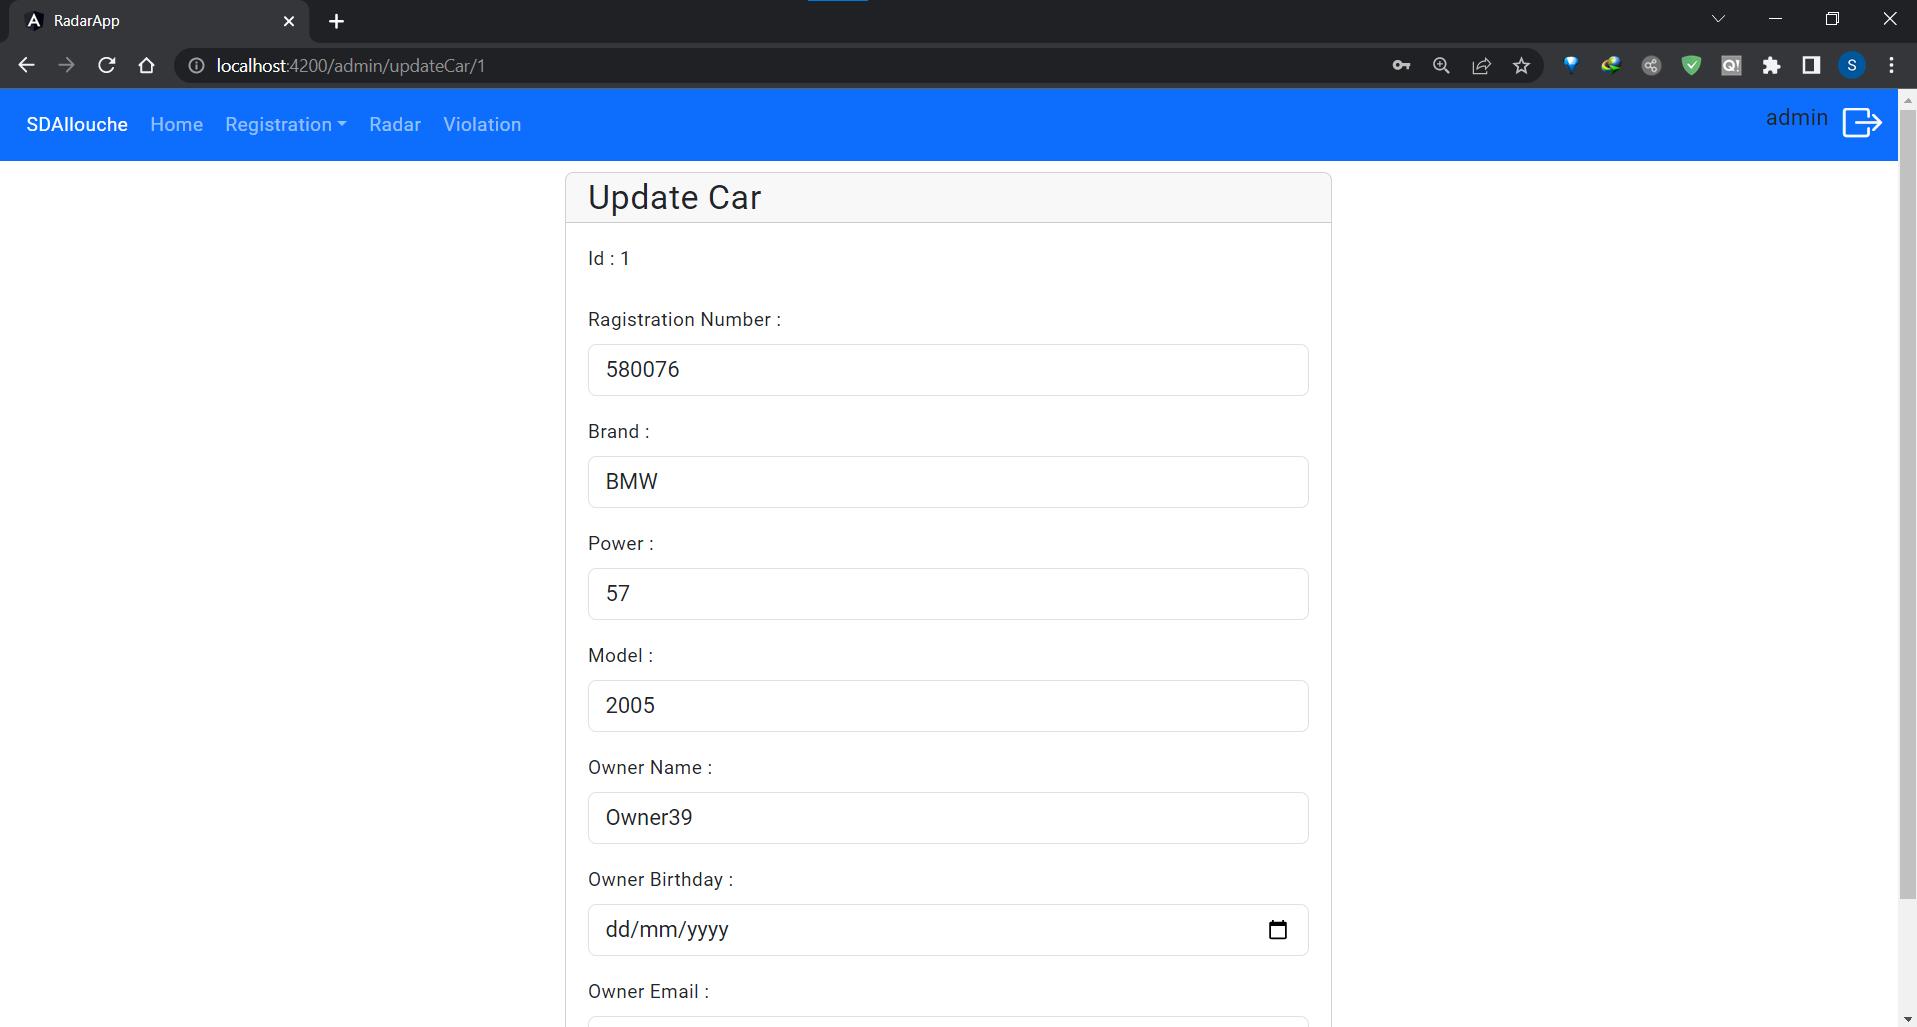 RadarApp
localhost:4200/admin/updateCar/1
Q!
S
SDAllouche Home Registration Radar Violation admin
Update Car
Id : 1
Ragistration Number :
580076
Brand :
BMW
Power :
57
Model :
2005
Owner Name :
Owner39
Owner Birthday :
dd/mm/yyyy
Owner Email :